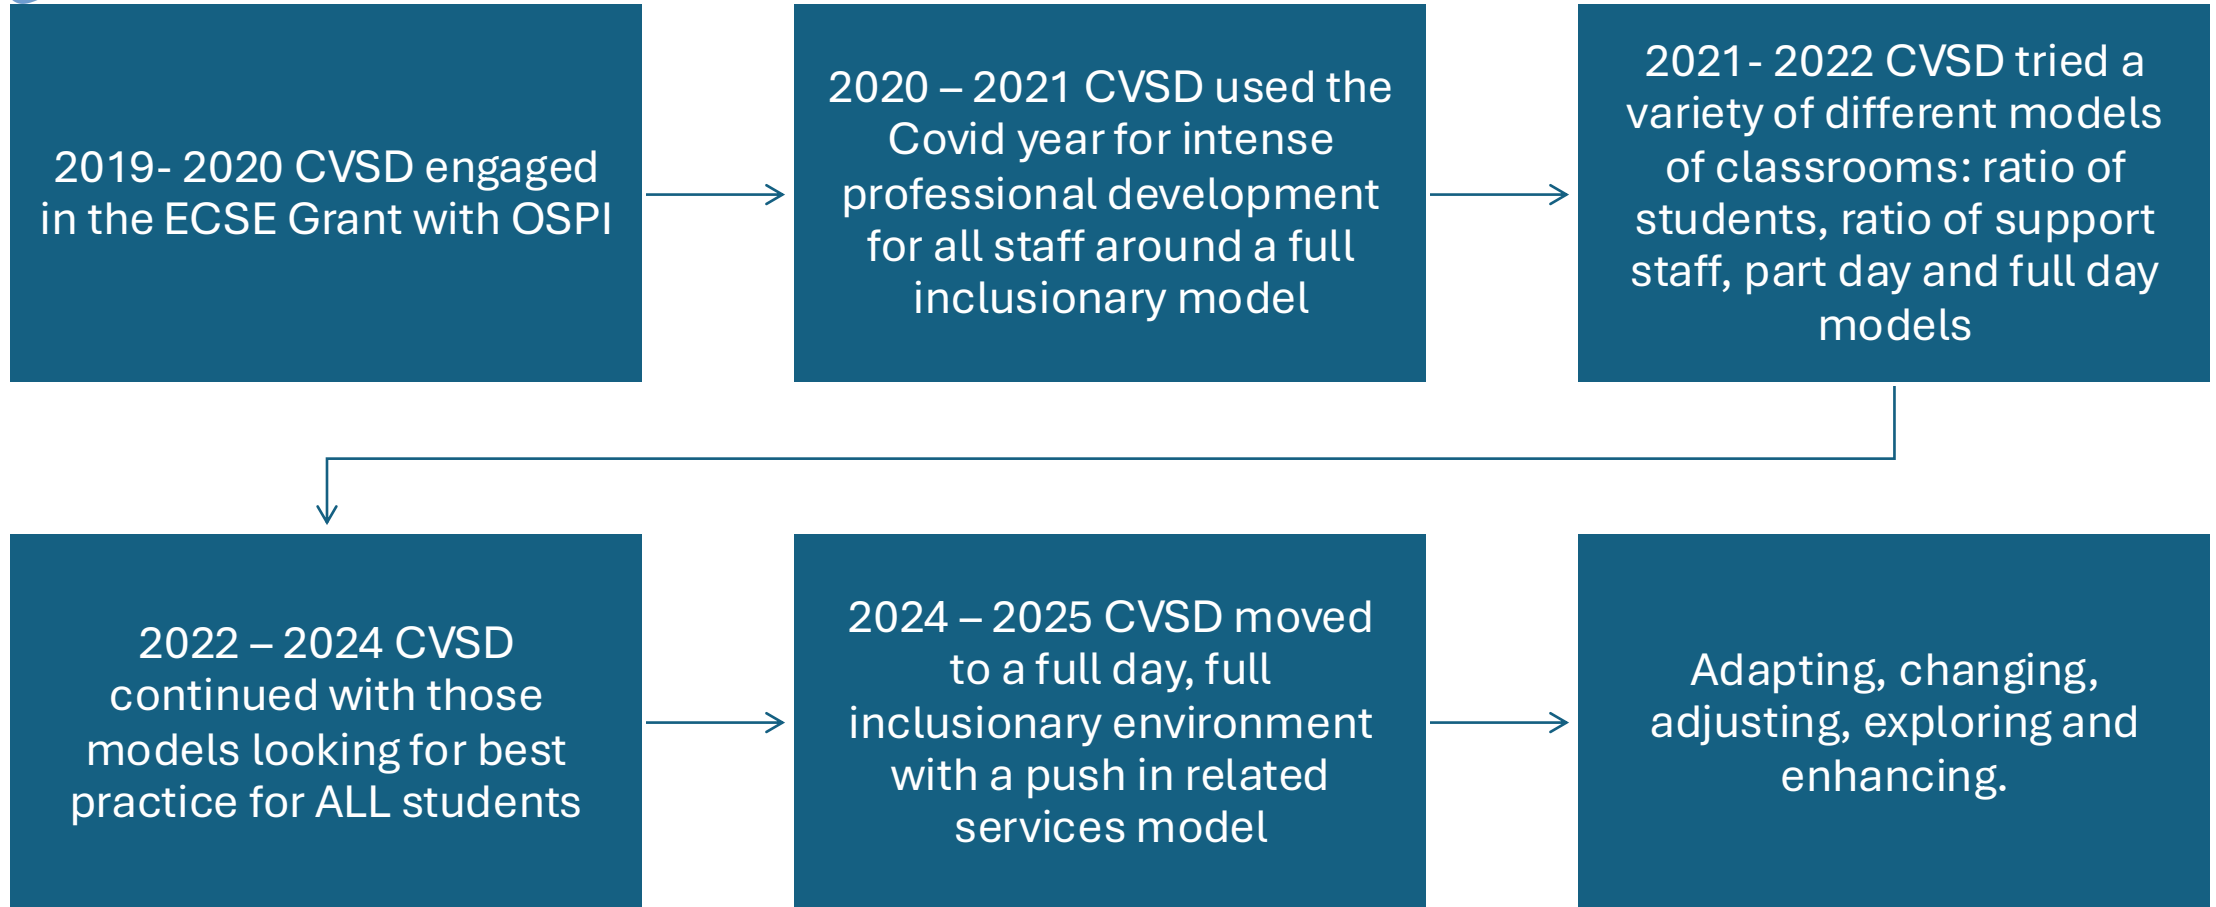 2019- 2020 CVSD engaged
in the ECSE Grant with OSPI
2020 – 2021 CVSD used the
Covid year for intense
professional development
for all staff around a full
inclusionary model
2021- 2022 CVSD tried a
variety of different models
of classrooms: ratio of
students, ratio of support
staff, part day and full day
models
2022 – 2024 CVSD
continued with those
models looking for best
practice for ALL students
2024 – 2025 CVSD moved
to a full day, full
inclusionary environment
with a push in related
services model
Adapting, changing,
adjusting, exploring and
enhancing.